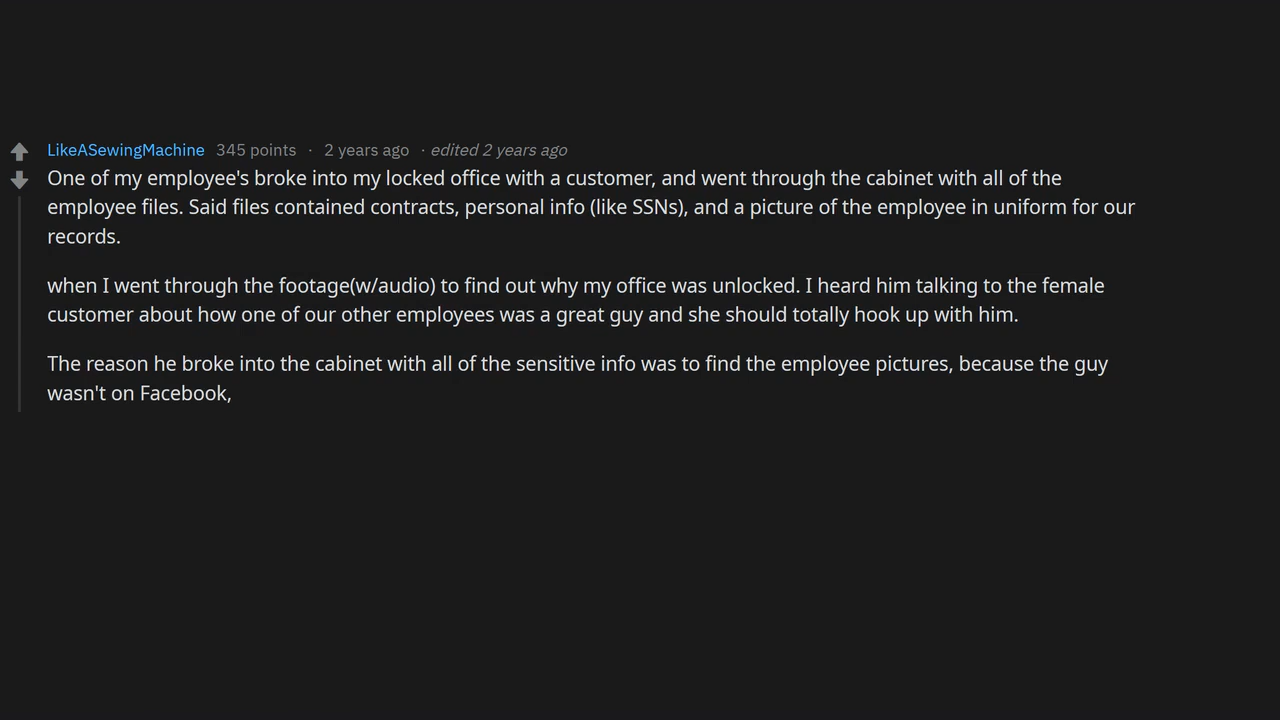 LikeASewingMachine 345 points · 2 years ago · edited 2 years ago
One of my employee's broke into my locked office with a customer, and went through the cabinet with all of the
employee files. Said files contained contracts, personal info (like SSNs), and a picture of the employee in uniform for our
records.
when I went through the footage(w/audio) to find out why my office was unlocked. I heard him talking to the female
customer about how one of our other employees was a great guy and she should totally hook up with him.
The reason he broke into the cabinet with all of the sensitive info was to find the employee pictures, because the guy
wasn't on Facebook,